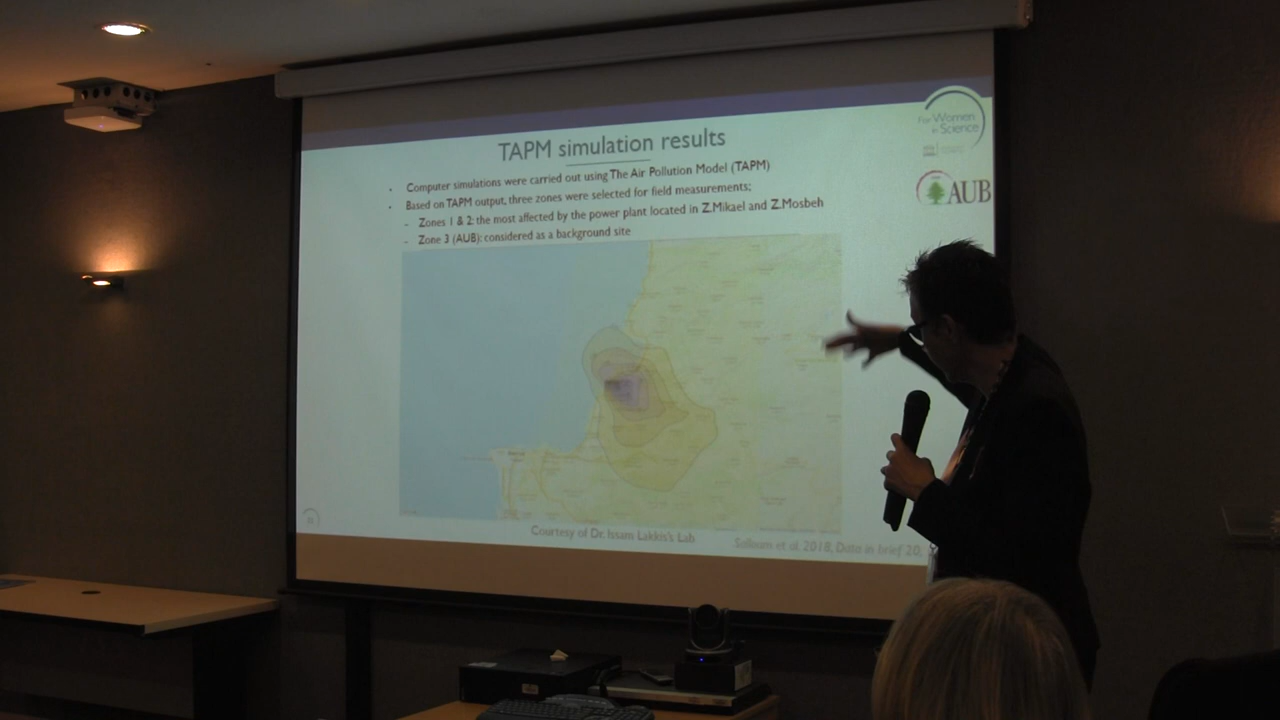 For Women
in Science
TAPM simulation results
AUB
Computer simulations were carried out using The Air Pollution Model (TAPM)
Based on TAPM output, three zones were selected for field measurements;
- Zones 1 & 2: the most affected by the power plant located in Z.Mikael and Z.Mosbeh
- Zone 3 (AUB): considered as a background site
Courtesy of Dr. Issam Lakkis's Lab
Salloum et al. 2018, Data in brief 20,